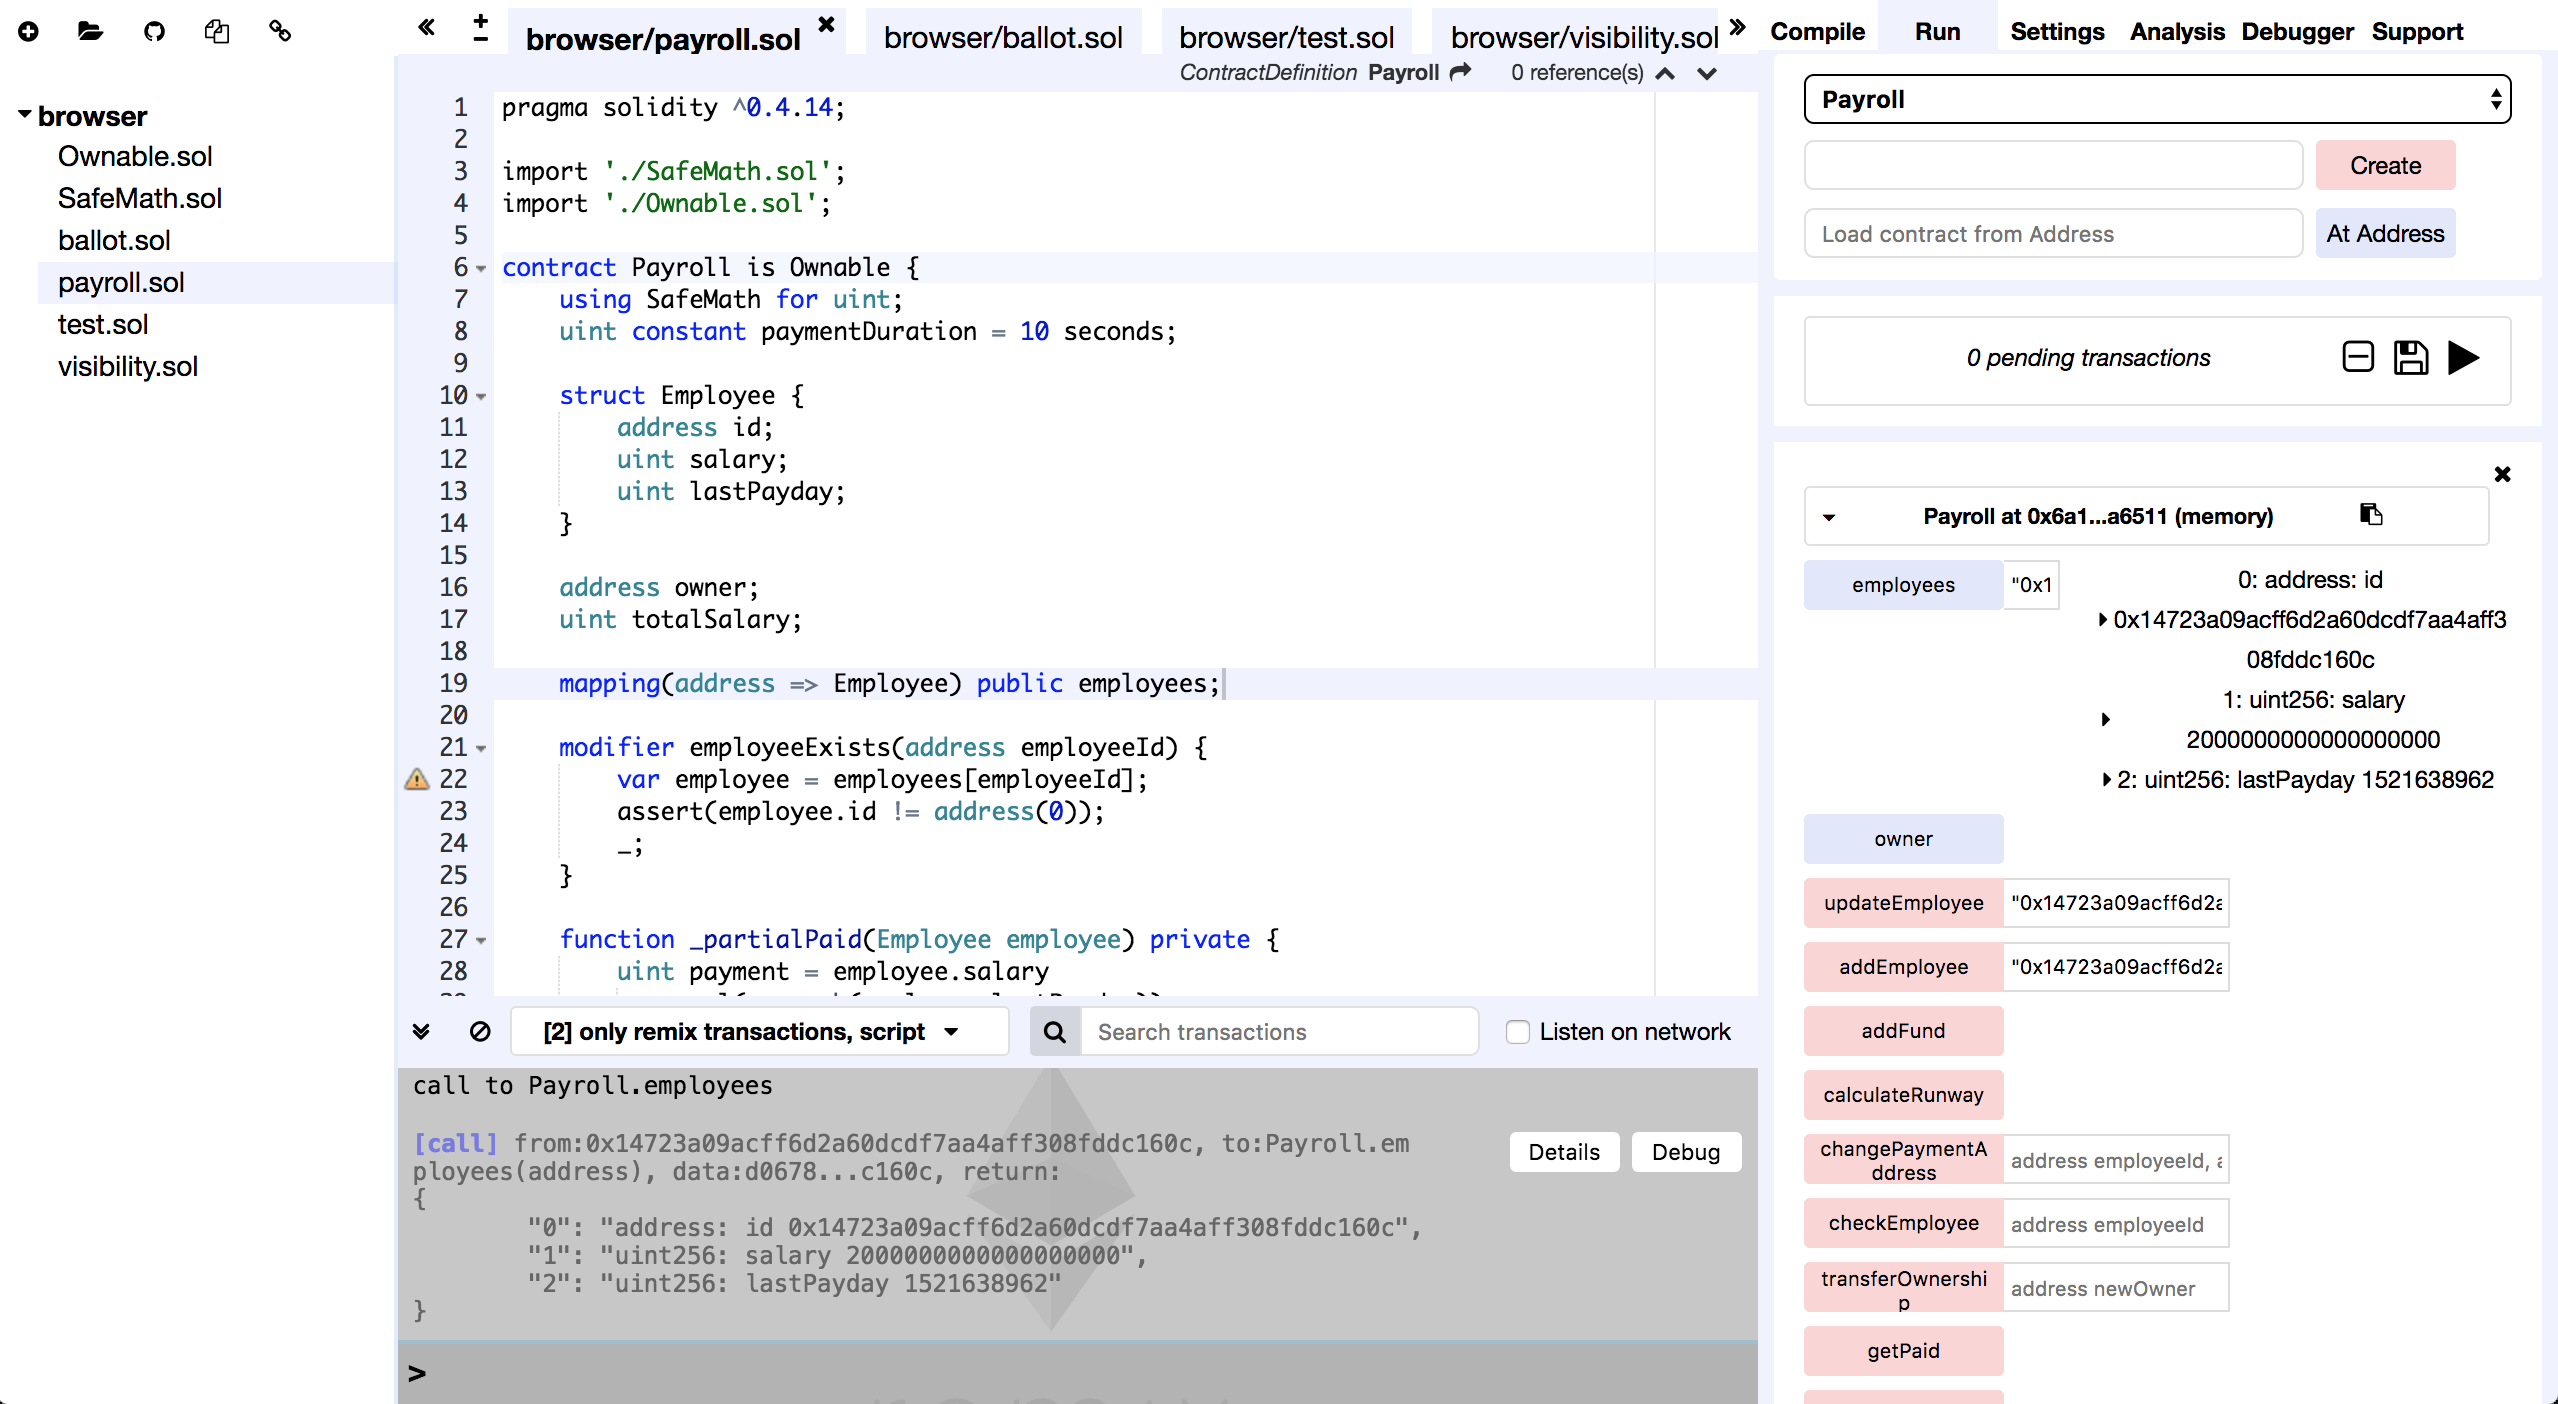 browser
Ownable.sol
SafeMath.sol
ballot.sol
payroll.sol
test.sol
visibility.sol
browser/payroll.sol
browser/ballot.sol
browser/test.sol
browser/visibility.sol
ContractDefinition Payroll 0 reference(s)
1 pragma solidity ^0.4.14;
2
3 import './SafeMath.sol';
4 import './Ownable.sol';
5
6 contract Payroll is Ownable {
7 using SafeMath for uint;
8 uint constant paymentDuration = 10 seconds;
9
10 struct Employee {
11 address id;
12 uint salary;
13 uint lastPayday;
14 }
15
16 address owner;
17 uint totalSalary;
18
19 mapping(address => Employee) public employees;
20
21 modifier employeeExists(address employeeId) {
22 var employee = employees[employeeId];
23 assert(employee.id != address(0));
24 _;
25 }
26
27 function _partialPaid(Employee employee) private {
28 uint payment = employee.salary
[2] only remix transactions, script
Search transactions
Listen on network
call to Payroll.employees
[call] from:0x14723a09acff6d2a60dcdf7aa4aff308fddc160c, to:Payroll.em
ployees(address), data:d0678...c160c, return:
{
"0": "address: id 0x14723a09acff6d2a60dcdf7aa4aff308fddc160c",
"1": "uint256: salary 2000000000000000000",
"2": "uint256: lastPayday 1521638962"
}
Details
Debug
>
Compile Run Settings Analysis Debugger Support
Payroll
Create
Load contract from Address
At Address
0 pending transactions
Payroll at 0x6a1...a6511 (memory)
employees "0x1
0: address: id
0x14723a09acff6d2a60dcdf7aa4aff3
08fddc160c
1: uint256: salary
2000000000000000000
2: uint256: lastPayday 1521638962
owner
updateEmployee "0x14723a09acff6d2a
addEmployee "0x14723a09acff6d2a
addFund
calculateRunway
changePaymentA
ddress
address employeeId, a
checkEmployee address employeeId
transferOwnershi
p
address newOwner
getPaid